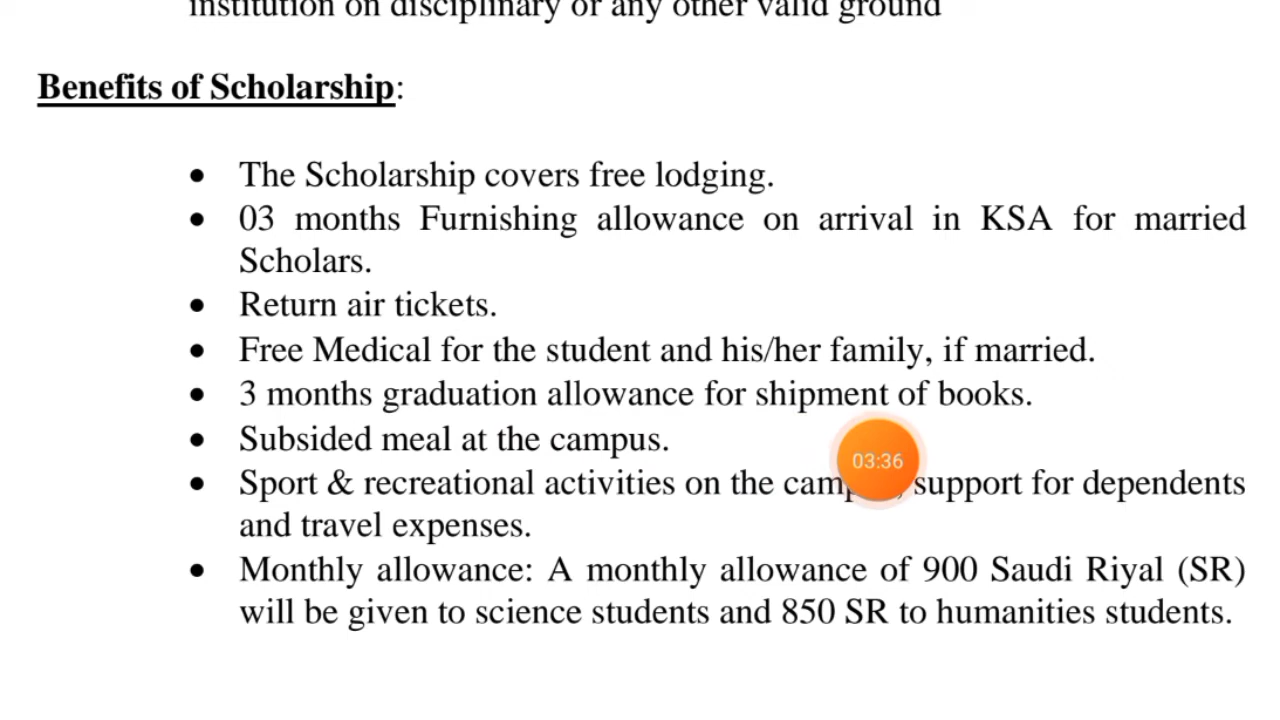 institution on disciplinary or any other valid ground
Benefits of Scholarship:
• The Scholarship covers free lodging.
• 03 months Furnishing allowance on arrival in KSA for married
Scholars.
• Return air tickets.
• Free Medical for the student and his/her family, if married.
• 3 months graduation allowance for shipment of books.
• Subsided meal at the campus.
03:36
• Sport & recreational activities on the support for dependents
and travel expenses.
• Monthly allowance: A monthly allowance of 900 Saudi Riyal (SR)
will be given to science students and 850 SR to humanities students.